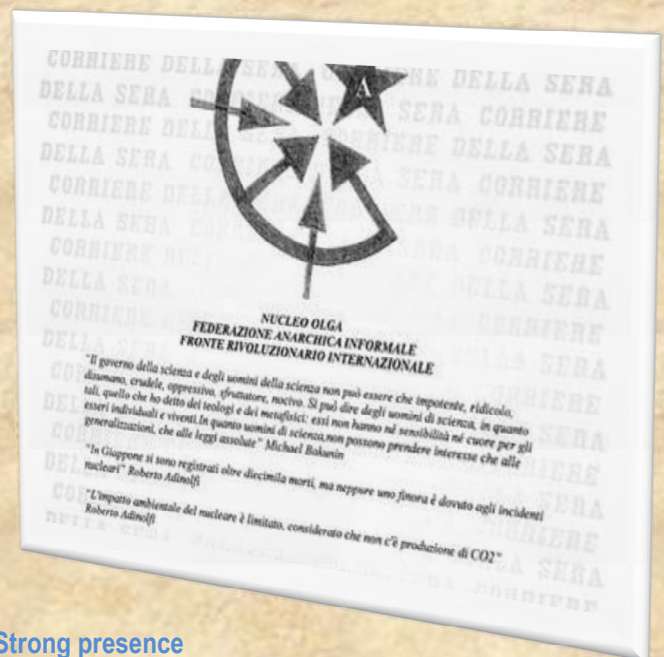 A
NUCLEO OLGA
FEDERAZIONE ANARCHICA INFORMALE
FRONTE RIVOLUZIONARIO INTERNAZIONALE
"Il governo della scienza e degli uomini della scienza non può essere che impotente, ridicolo,
disumano, crudele, oppressivo, sfruttatore, nocivo. Si può dire degli uomini di scienza, in quanto
tali, quello che ho detto dei teologi e dei metafisici: essi non hanno nè sensibilità nè cuore per gli
esseri individuali e viventi.In quanto uomini di scienza,non possono prendere interesse che alle
generalizzazioni, che alle leggi assolute" Michael Bakunin
"In Giappone si sono registrati oltre diecimila morti, ma neppure uno finora è dovuto agli incidenti
nucleari" Roberto Adinolfi
"L'impatto ambientale del nucleare è limitato, considerato che non c'è produzione di CO2"
Roberto Adinolfi
CORRIERE DELLA SERA
Strong presence